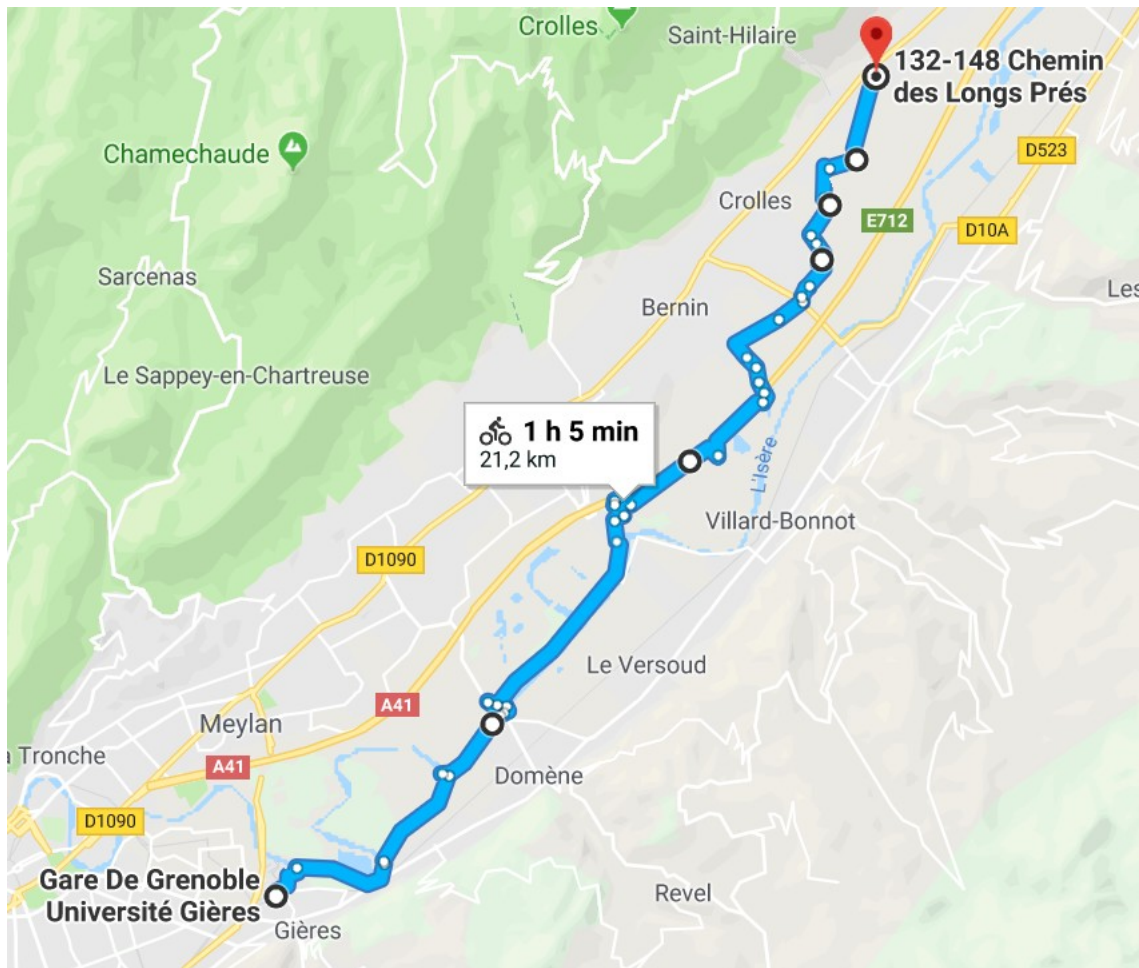 Crolles
Saint-Hilaire
132-148 Chemin
des Longs Prés
Chamechaude
D523
Crolles
E712
D10A
Sarcenas
Les
Bernin
Le Sappey-en-Chartreuse
1 h 5 min
21,2 km
L'Isère
Villard-Bonnot
D1090
Le Versoud
A41
Meylan
a Tronche
A41
Domène
D1090
Gare De Grenoble
Université Gières
Revel
Gières